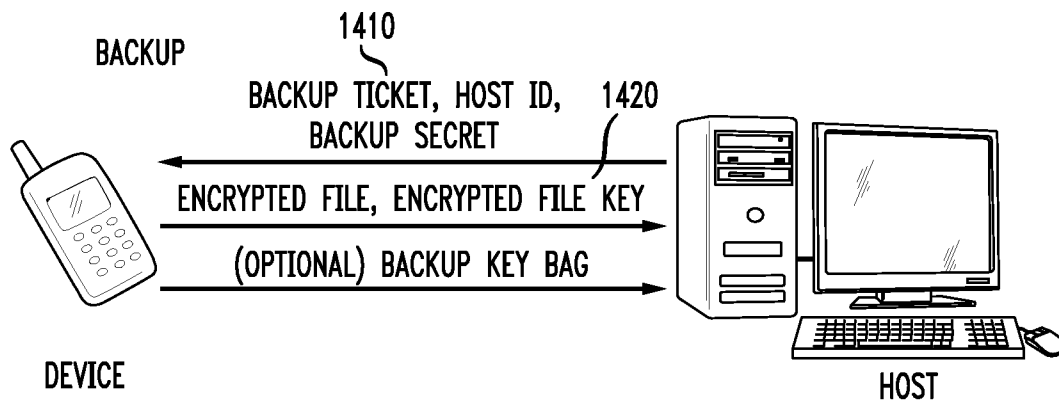 1410
BACKUP
BACKUP TICKET, HOST ID, 1420
BACKUP SECRET
ENCRYPTED FILE, ENCRYPTED FILE KEY
(OPTIONAL) BACKUP KEY BAG
DEVICE
HOST